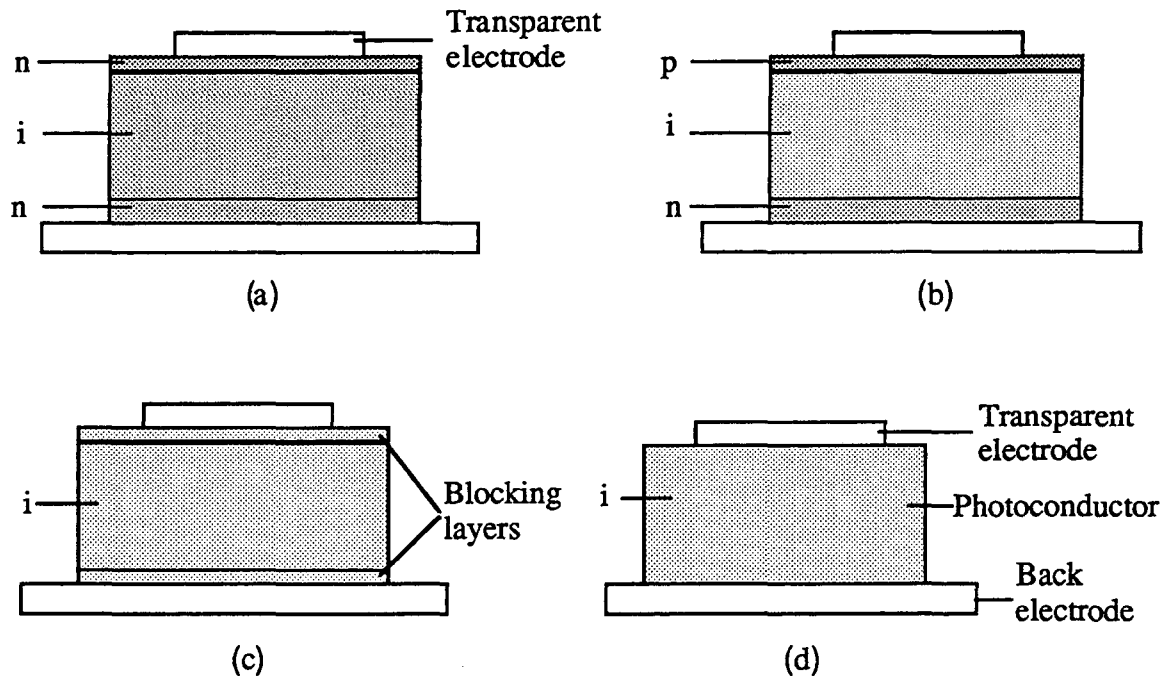 Transparent
electrode
n
i
n
(a)
p
i
n
(b)
i
Blocking
layers
(c)
Transparent
electrode
i
Photoconductor
Back
electrode
(d)